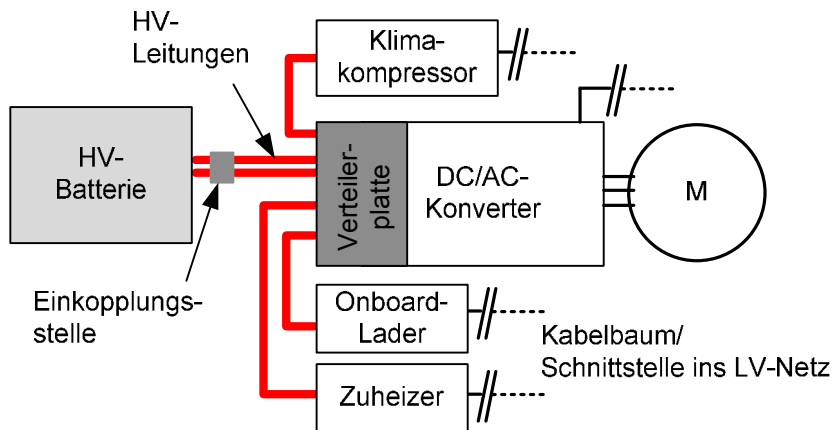 HV-
Leitungen
Klima-
kompressor
HV-
Batterie
Verteiler-
platte
DC/AC-
Konverter
M
Einkopplungs-
stelle
Onboard-
Lader
Kabelbaum/
Schnittstelle ins LV-Netz
Zuheizer